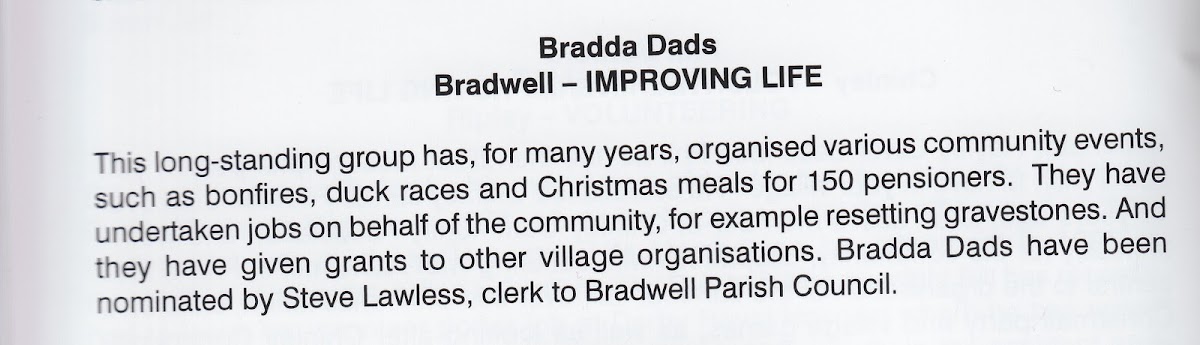 Bradda Dads
Bradwell – IMPROVING LIFE
This long-standing group has, for many years, organised various community events,
such as bonfires, duck races and Christmas meals for 150 pensioners. They have
undertaken jobs on behalf of the community, for example resetting gravestones. And
they have given grants to other village organisations. Bradda Dads have been
nominated by Steve Lawless, clerk to Bradwell Parish Council.